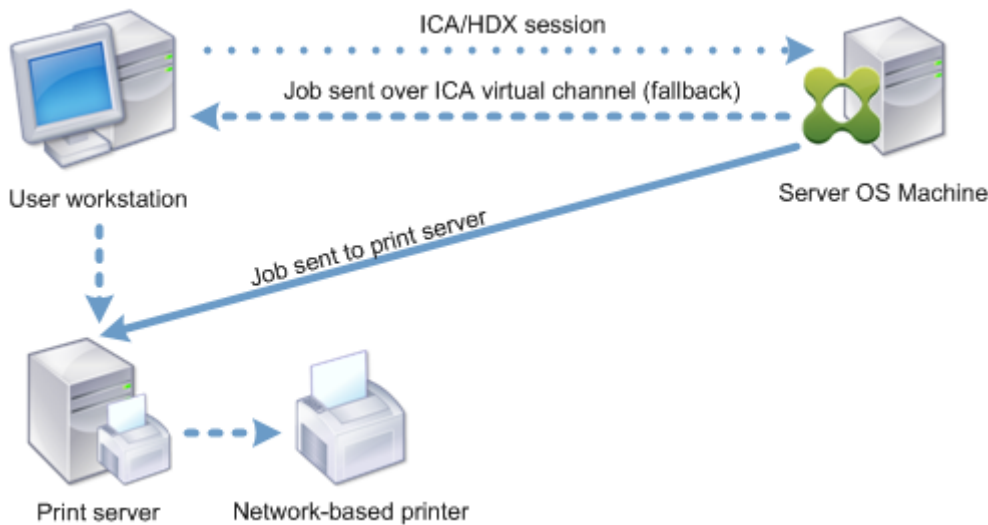 ICA/HDX session
Job sent over ICA virtual channel (fallback)
User workstation
Server OS Machine
Job sent to print server
Print server
Network-based printer